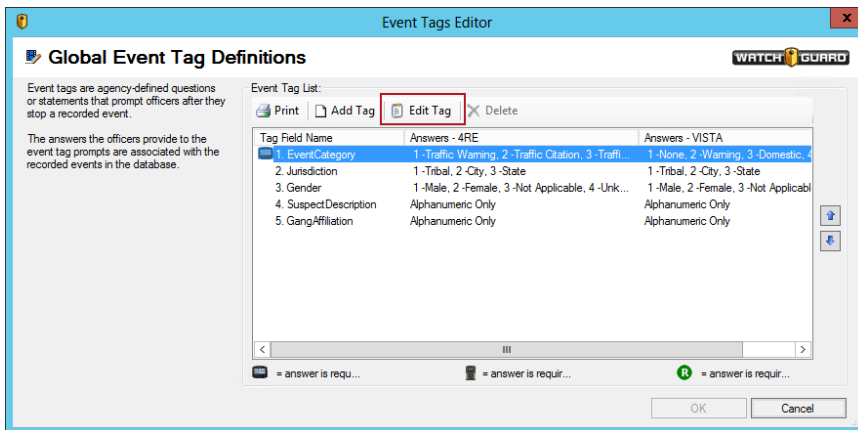 Event Tags Editor
x
Global Event Tag Definitions
WATCHGUARD
Event tags are agency-defined questions
or statements that prompt officers after they
stop a recorded event.
The answers the officers provide to the
event tag prompts are associated with the
recorded events in the database.
Event Tag List:
Print Add Tag Edit Tag Delete
Tag Field Name Answers - 4RE Answers - VISTA
1. EventCategory 1 -Traffic Warning, 2 -Traffic Citation, 3 -Traffi... 1 -None, 2 -Warning, 3 -Domestic, 4
2. Jurisdiction 1 -Tribal, 2 -City, 3 -State 1 -Tribal, 2 -City, 3 -State
3. Gender 1 -Male, 2 -Female, 3 -Not Applicable, 4 -Unk... 1 -Male, 2 -Female, 3 -Not Applicabl
4. SuspectDescription Alphanumeric Only Alphanumeric Only
5. GangAffiliation Alphanumeric Only Alphanumeric Only
= answer is requ... = answer is requir... R = answer is requir...
OK Cancel